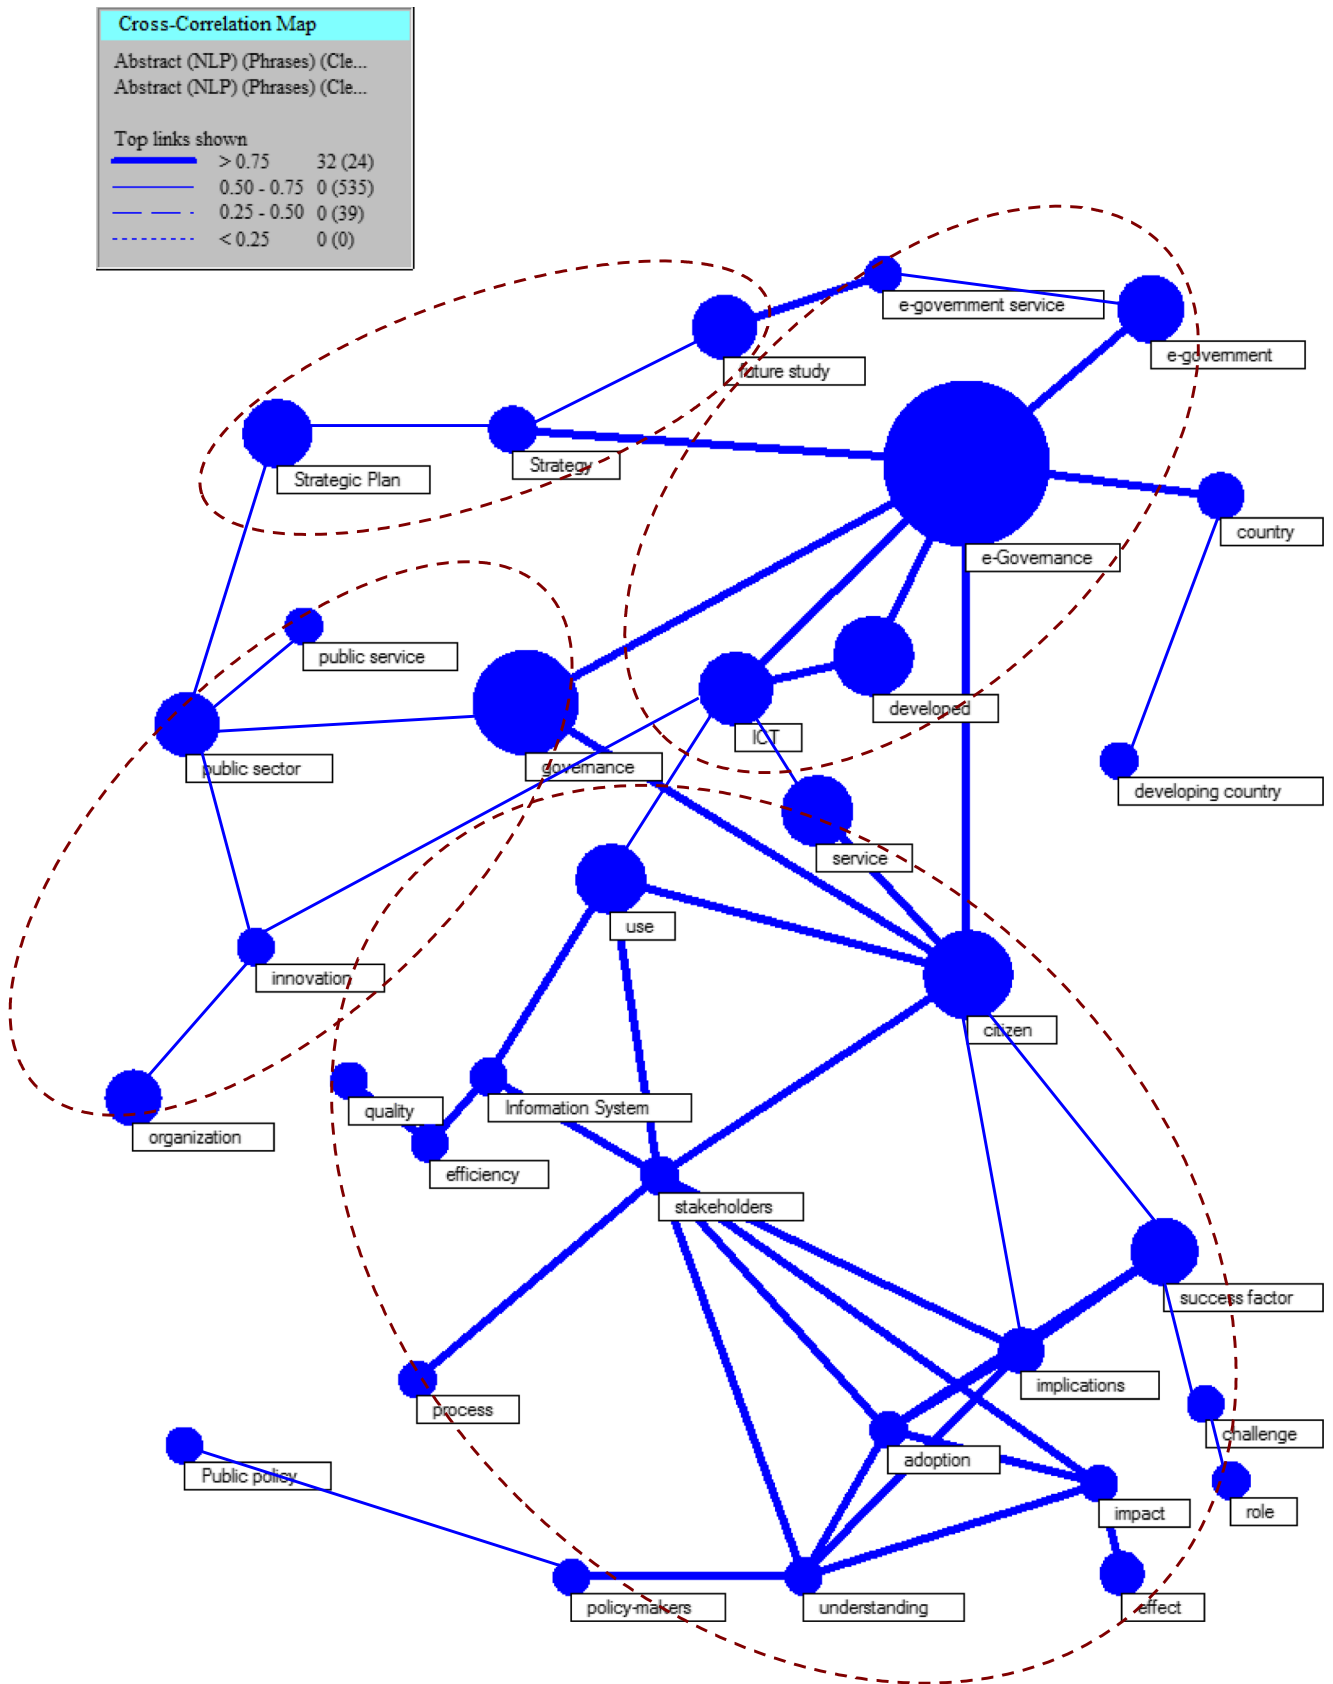 Cross-Correlation Map
Abstract (NLP) (Phrases) (Cle...
Abstract (NLP) (Phrases) (Cle...
Top links shown
> 0.75 32 (24)
0.50 - 0.75 0 (535)
0.25 - 0.50 0 (39)
< 0.25 0 (0)
e-government service
e-government
future study
Strategy
Strategic Plan
country
e-Governance
public service
developed
ICT
public sector
governance
developing country
service
use
innovation
citizen
quality
Information System
organization
efficiency
stakeholders
success factor
implications
process
challenge
adoption
Public policy
impact
role
policy-makers
understanding
effect